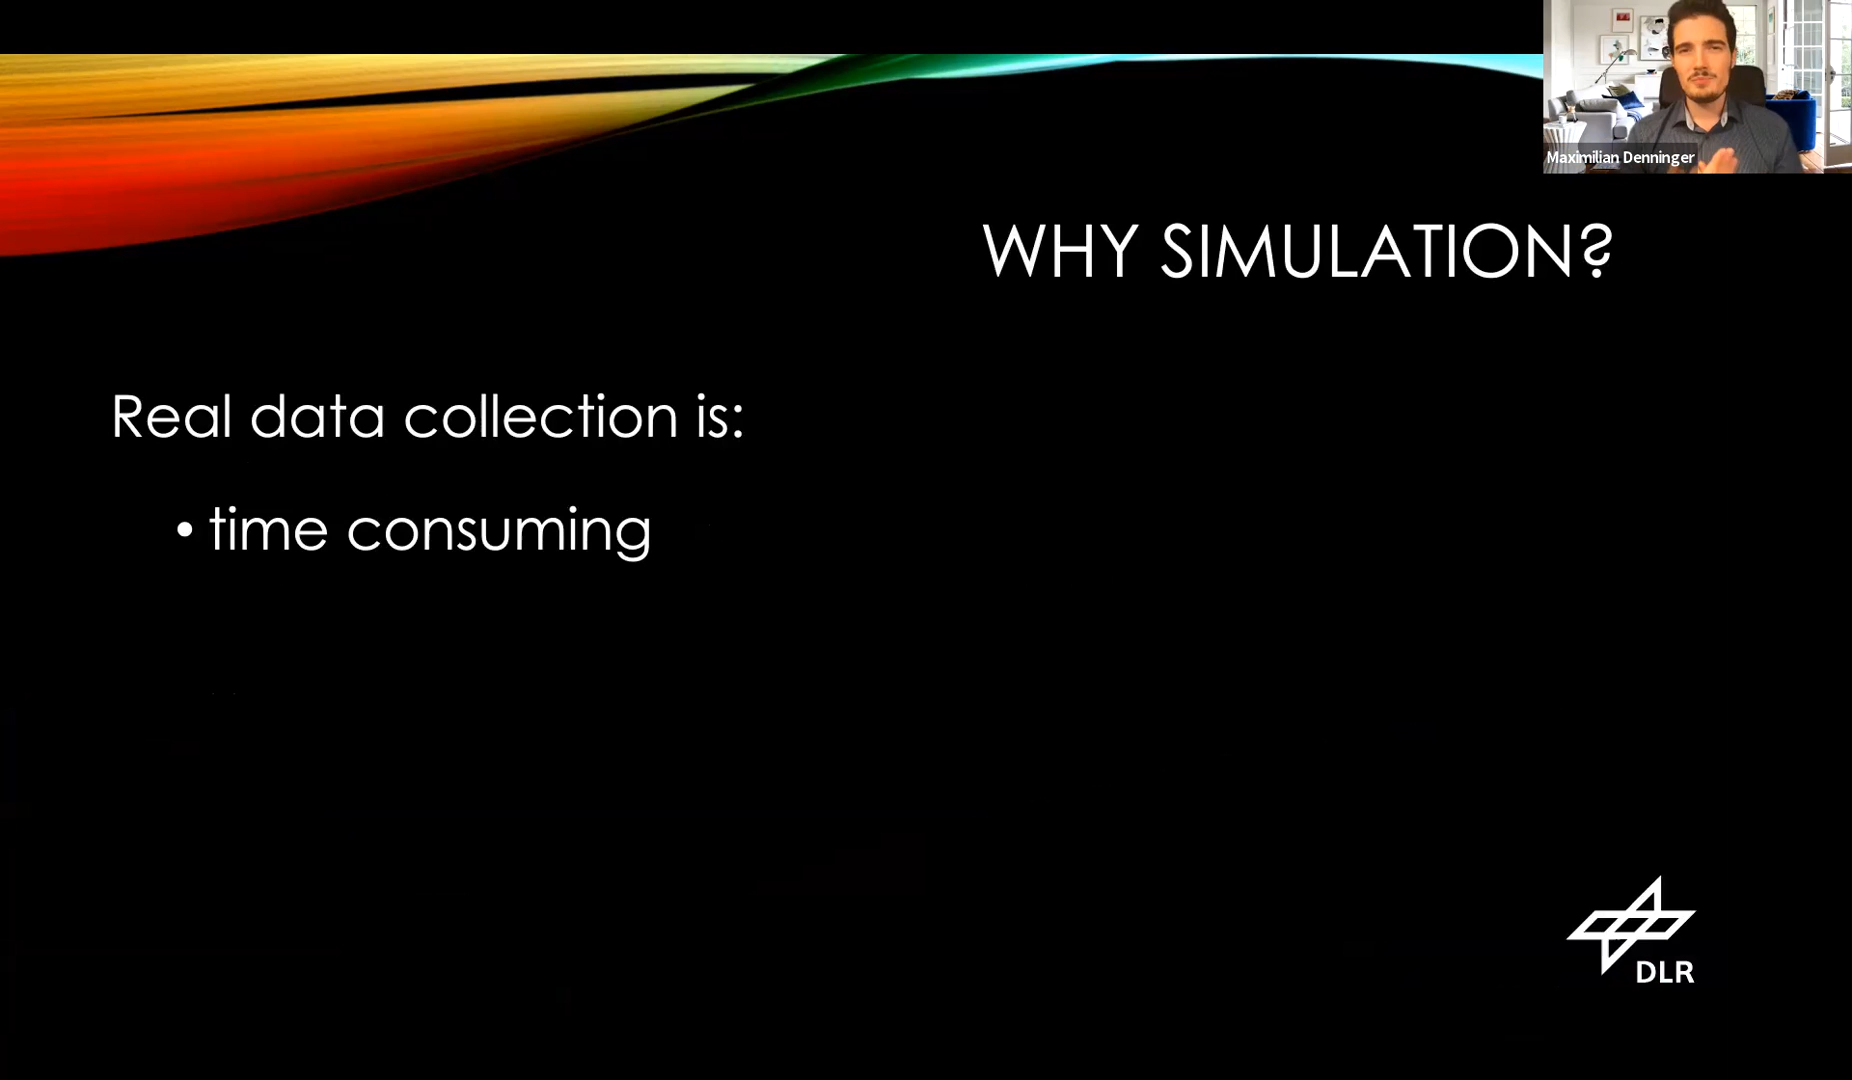 Maximilian Denninger
WHY SIMULATION?
Real data collection is:
• time consuming
DLR